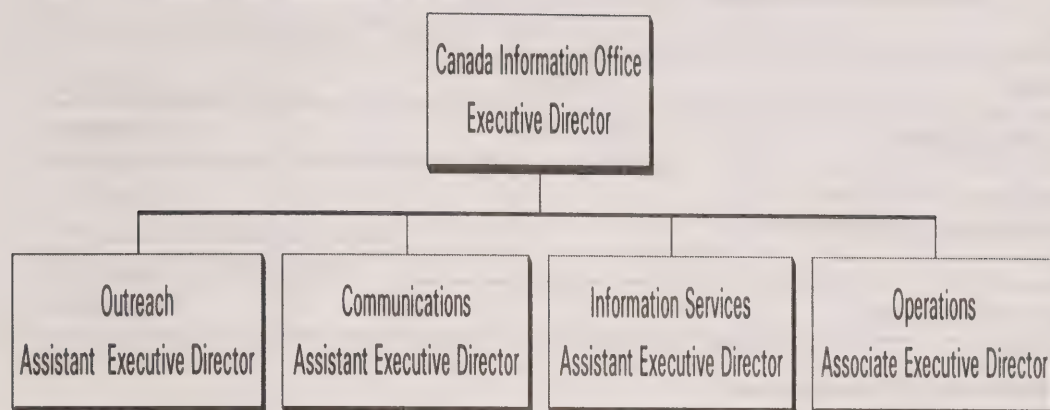 Canada Information Office
Executive Director
Outreach
Assistant Executive Director
Communications
Assistant Executive Director
Information Services
Assistant Executive Director
Operations
Associate Executive Director